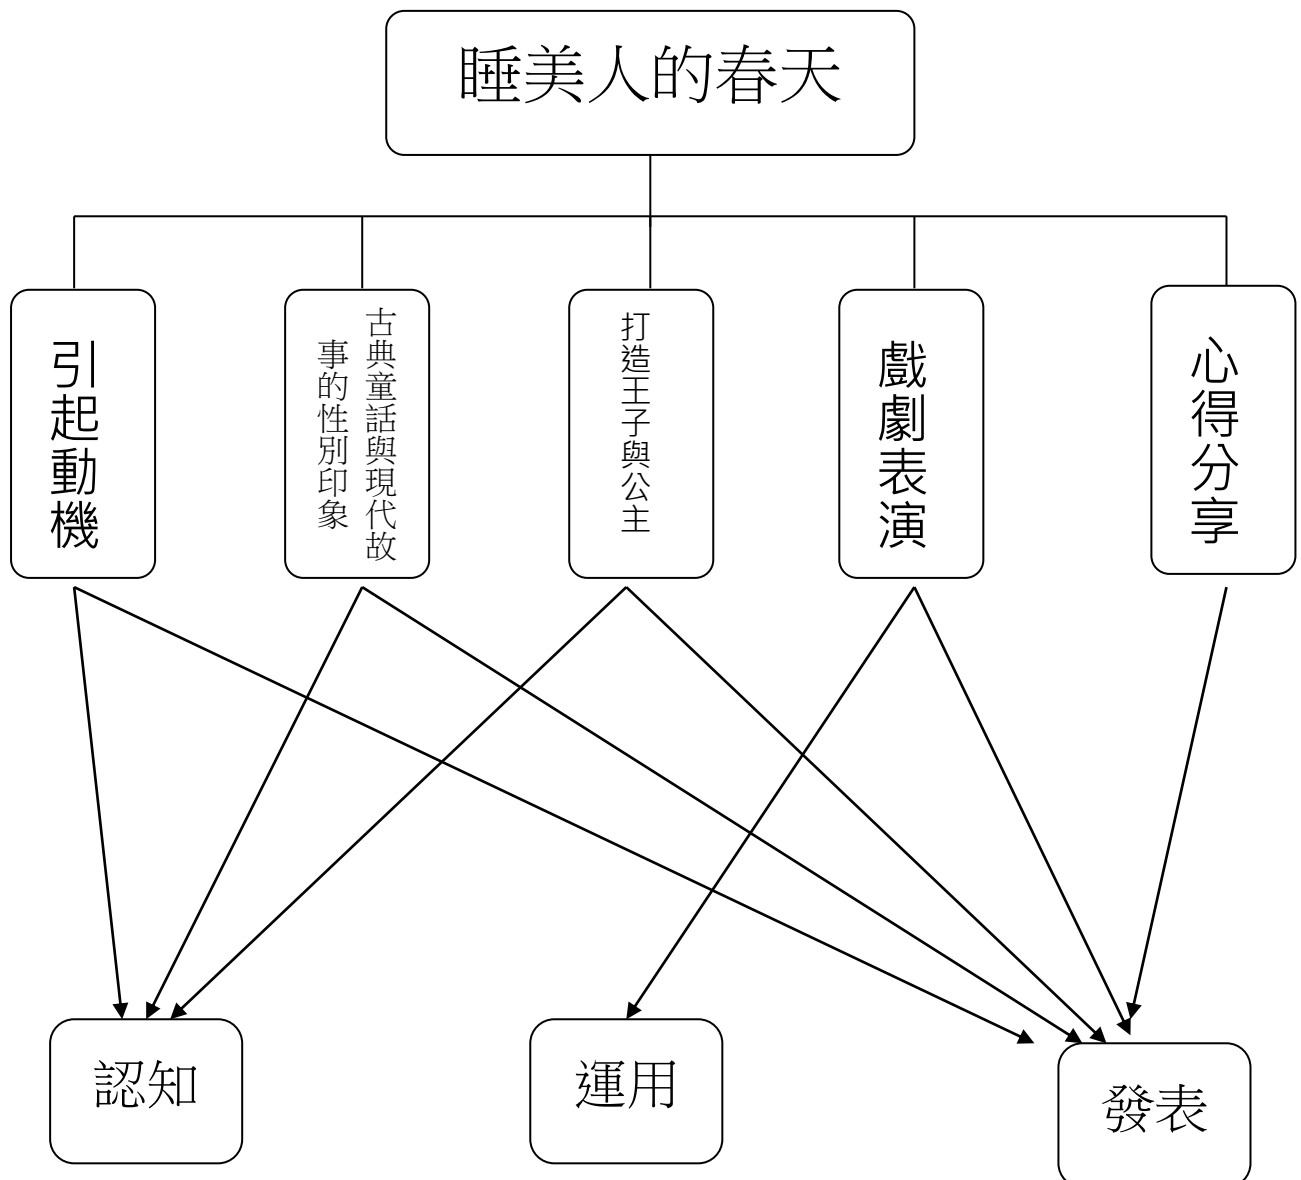 睡美人的春天
引起動機
古典童話與現代故
事的性別印象
打造王子與公主
戲劇表演
心得分享
認知
運用
發表